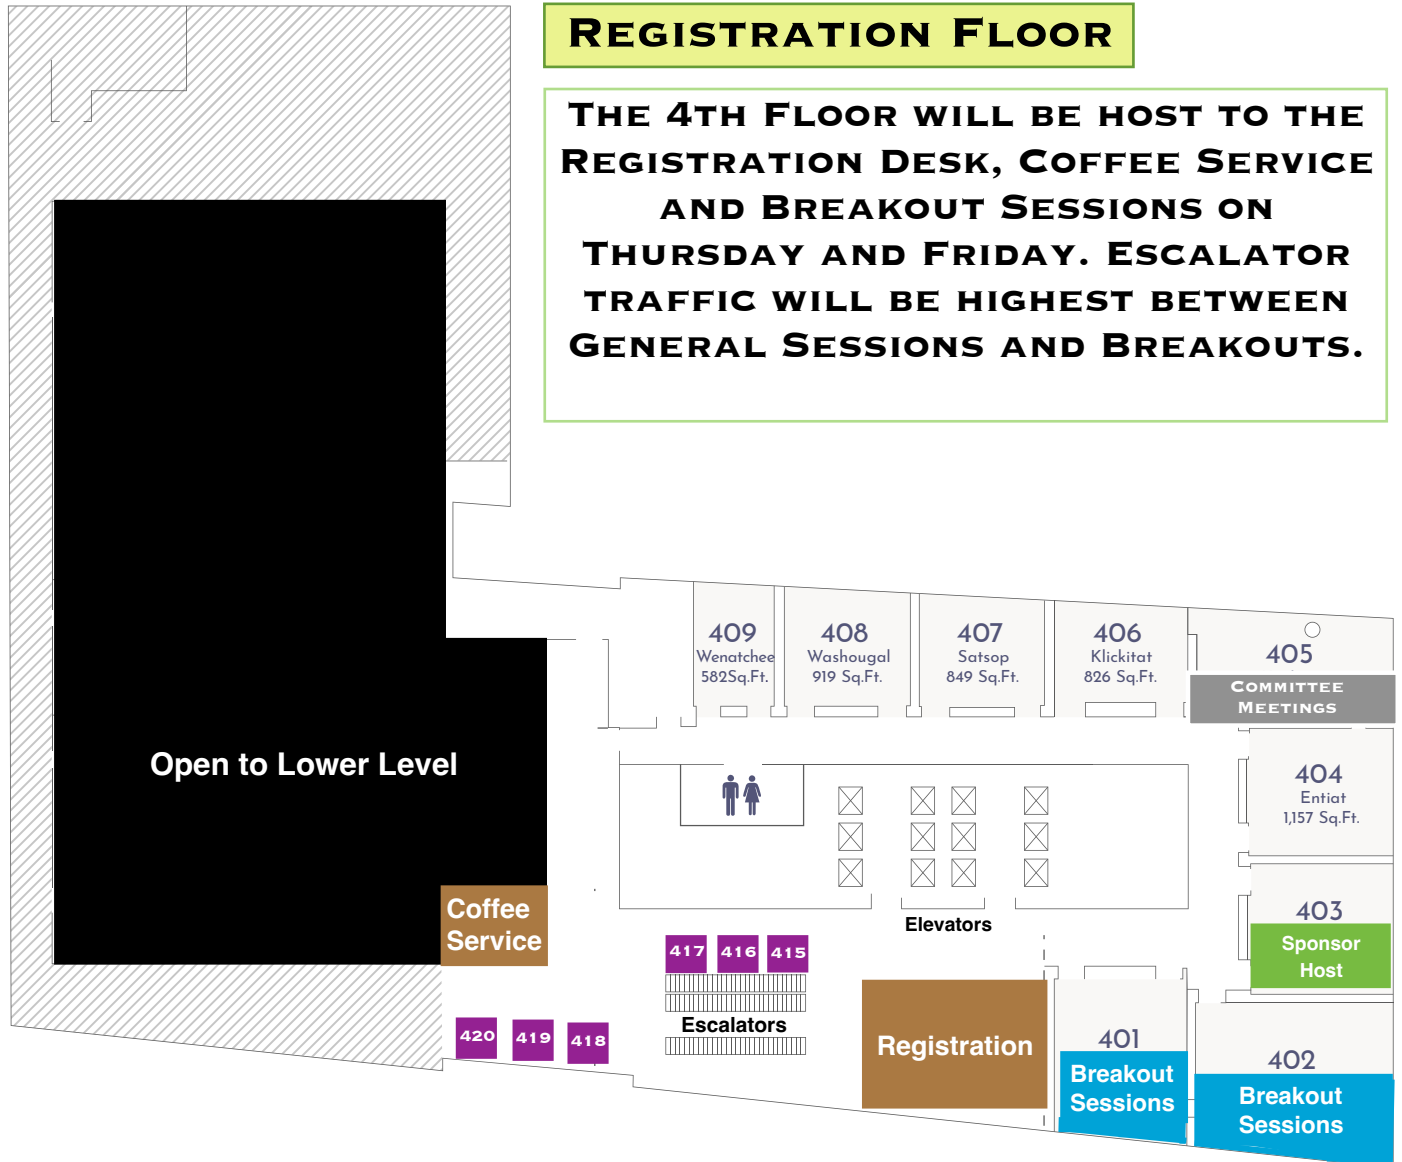 Registration Floor
The 4th Floor will be host to the
Registration Desk, Coffee Service
and Breakout Sessions on
Thursday and Friday. Escalator
traffic will be highest between
General Sessions and Breakouts.
409
Wenatchee
582Sq.Ft.
408
Washougal
919 Sq.Ft.
407
Satsop
849 Sq.Ft.
406
Klickitat
826 Sq.Ft.
405
Committee
Meetings
404
Entiat
1,157 Sq.Ft.
Open to Lower Level
Coffee
Service
403
Sponsor
Host
Elevators
417
416
415
Escalators
420
419
418
Registration
401
Breakout
Sessions
402
Breakout
Sessions